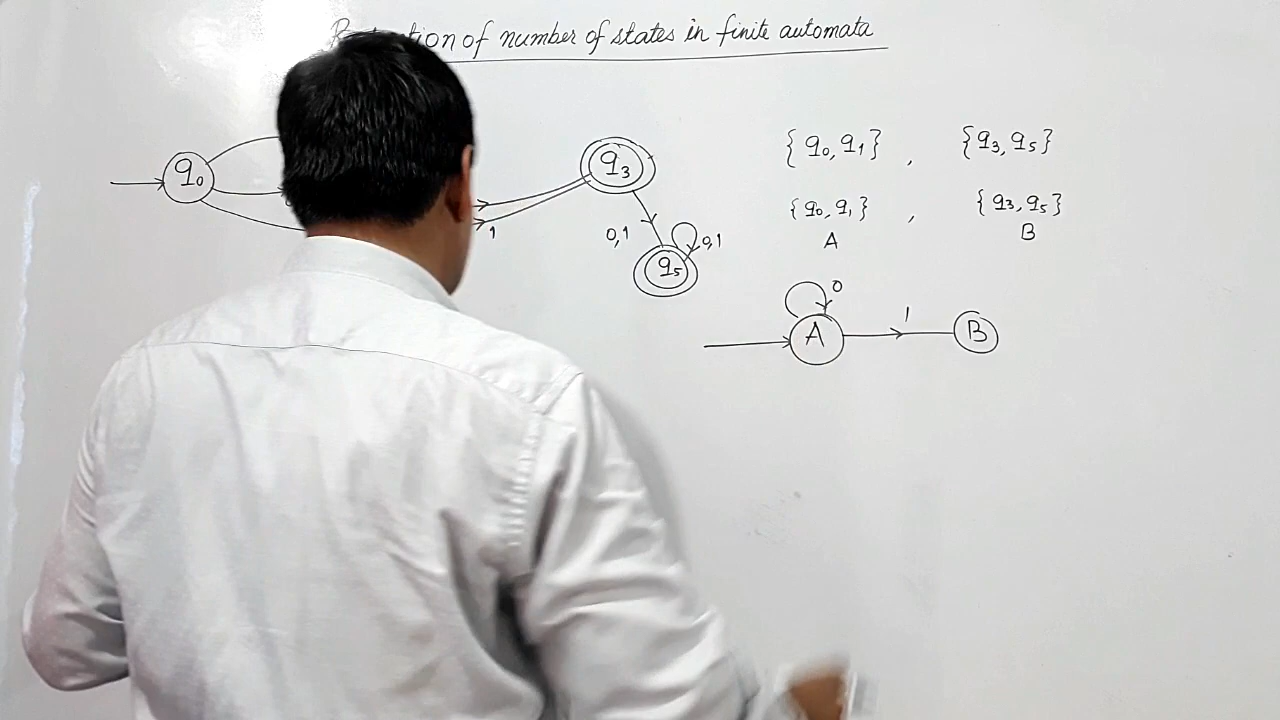 of number of states in finite automata
q0
q3
{q0, q1} , {q3, q5}
1
0,1
q5
0,1
{q0, q1} , {q3, q5}
A B
0
A
1
B